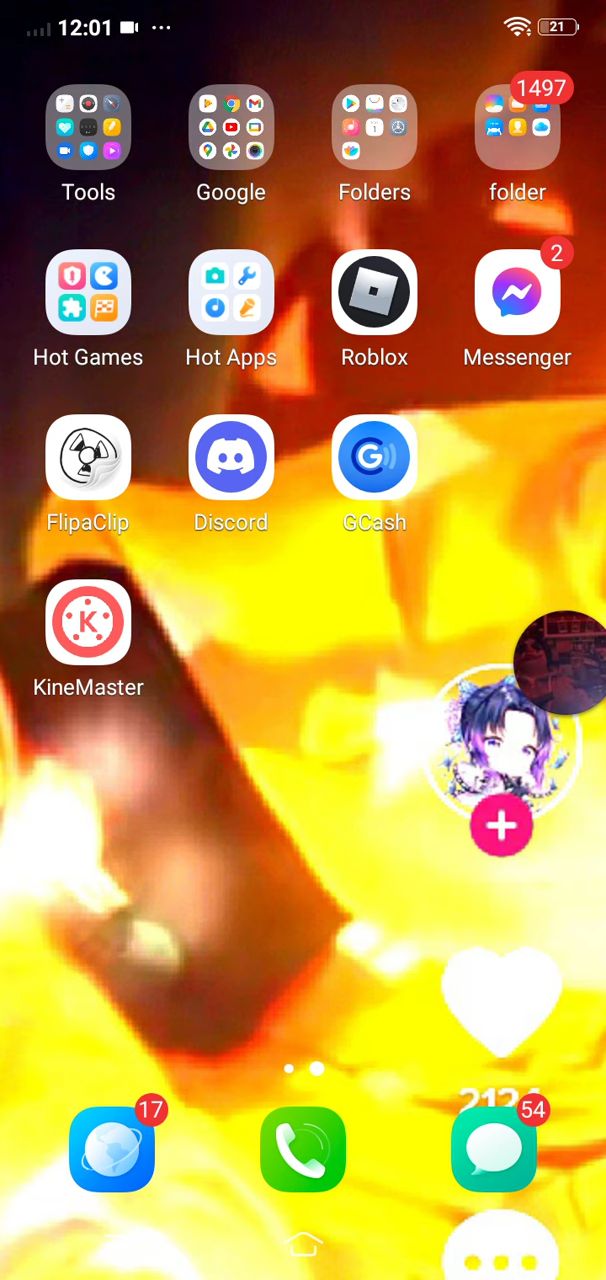 12:01
21
1497
Tools
Google
Folders
folder
2
Hot Games
Hot Apps
Roblox
Messenger
FlipaClip
Discord
GCash
K
KineMaster
17
54